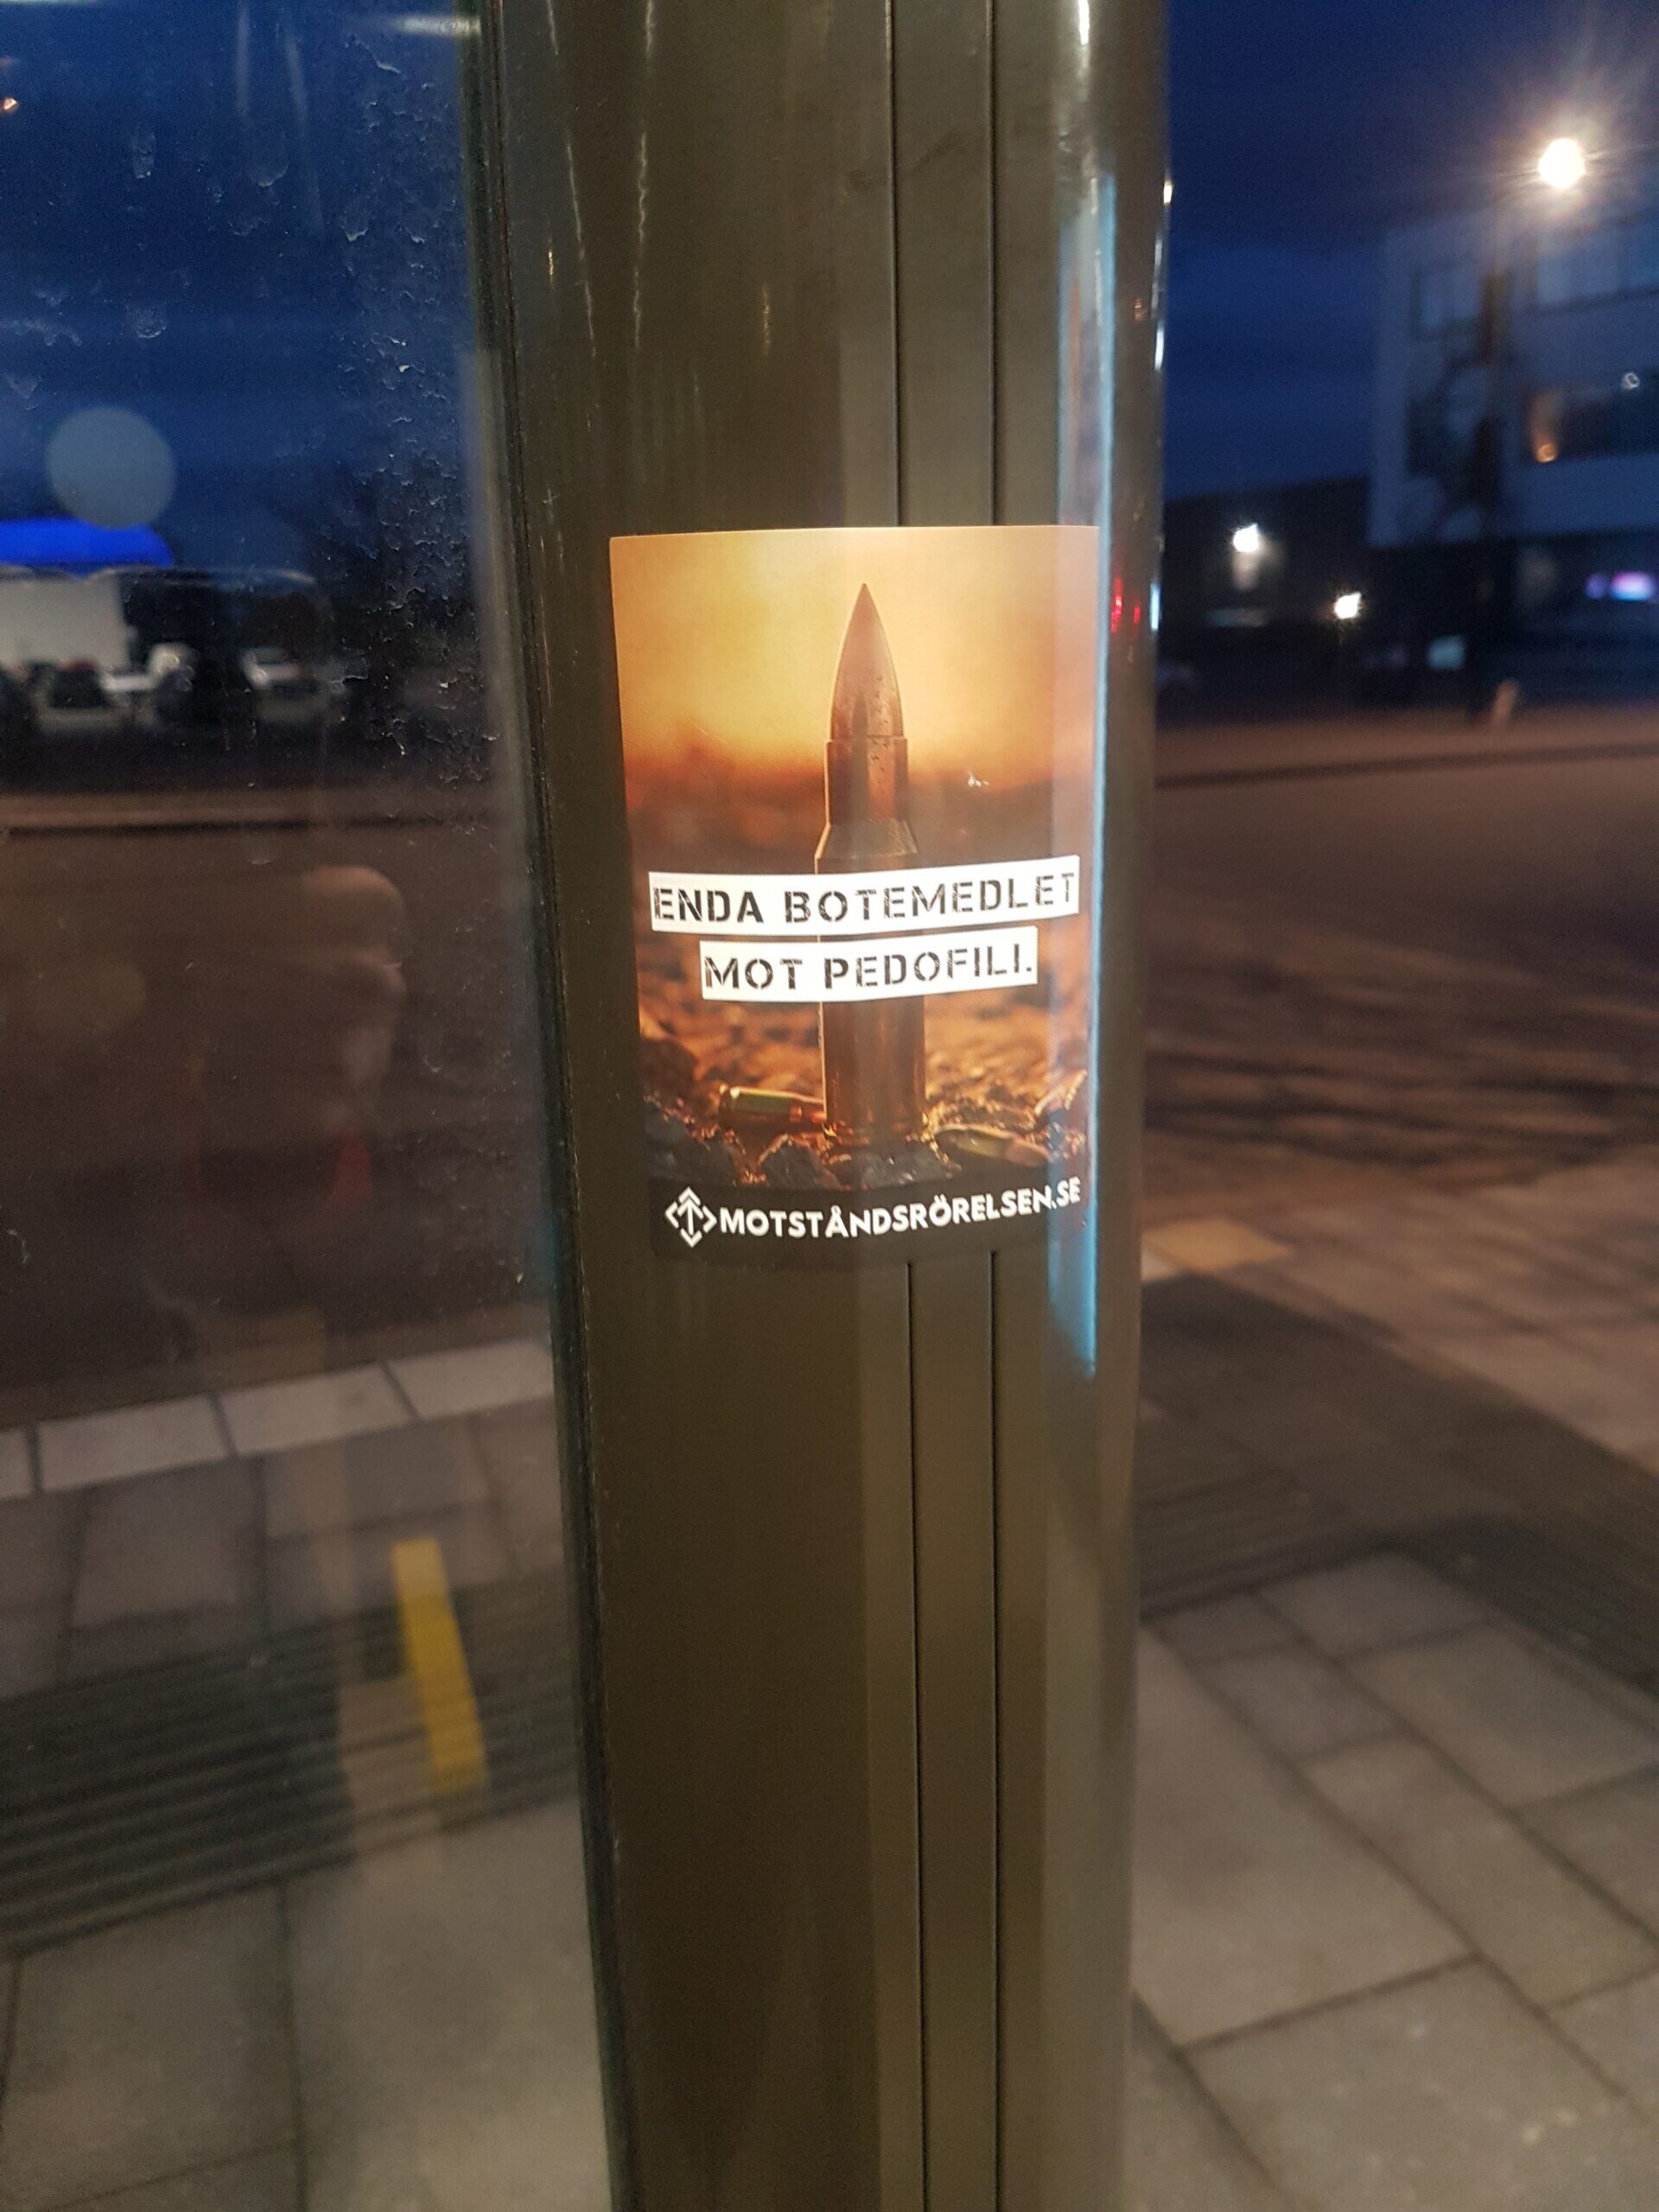 ENDA BOTEMEDLET
MOT PEDOFILI.
MOTSTÅNDSRÖRELSEN.SE